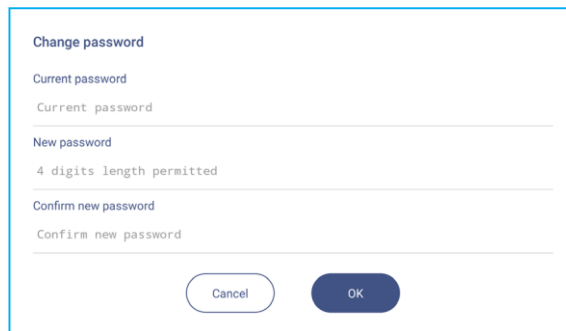 Change password
Current password
Current password
New password
4 digits length permitted
Confirm new password
Confirm new password
Cancel OK